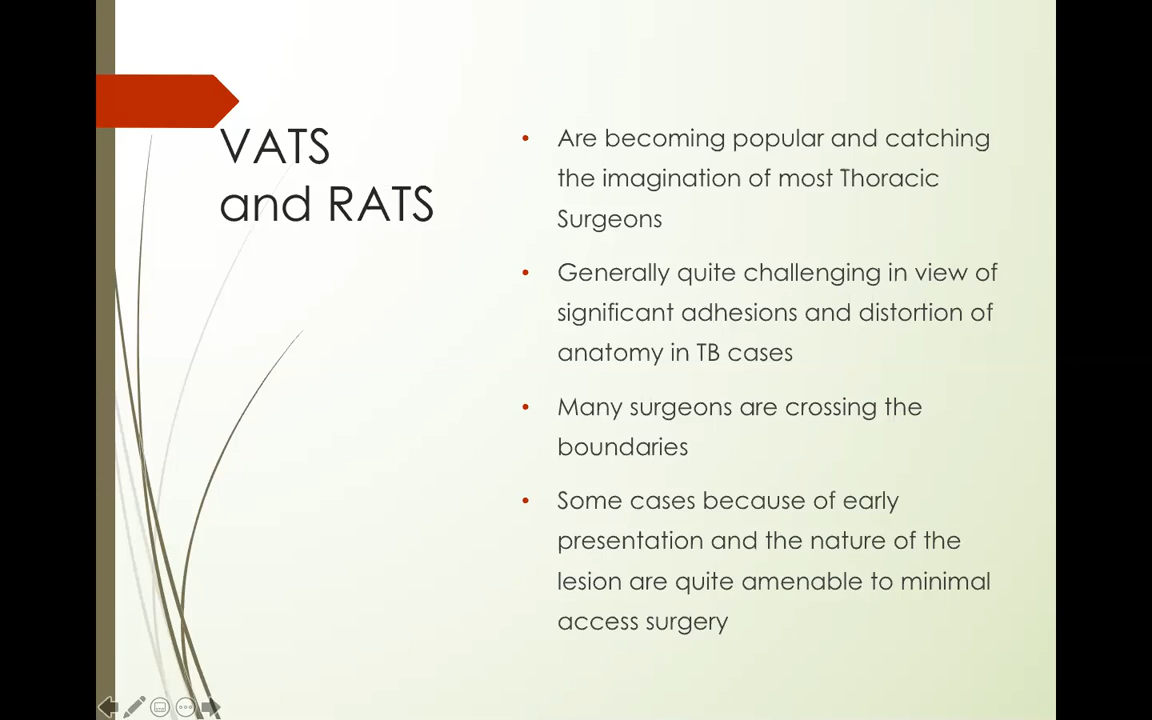 VATS
and RATS
• Are becoming popular and catching
the imagination of most Thoracic
Surgeons
• Generally quite challenging in view of
significant adhesions and distortion of
anatomy in TB cases
• Many surgeons are crossing the
boundaries
• Some cases because of early
presentation and the nature of the
lesion are quite amenable to minimal
access surgery